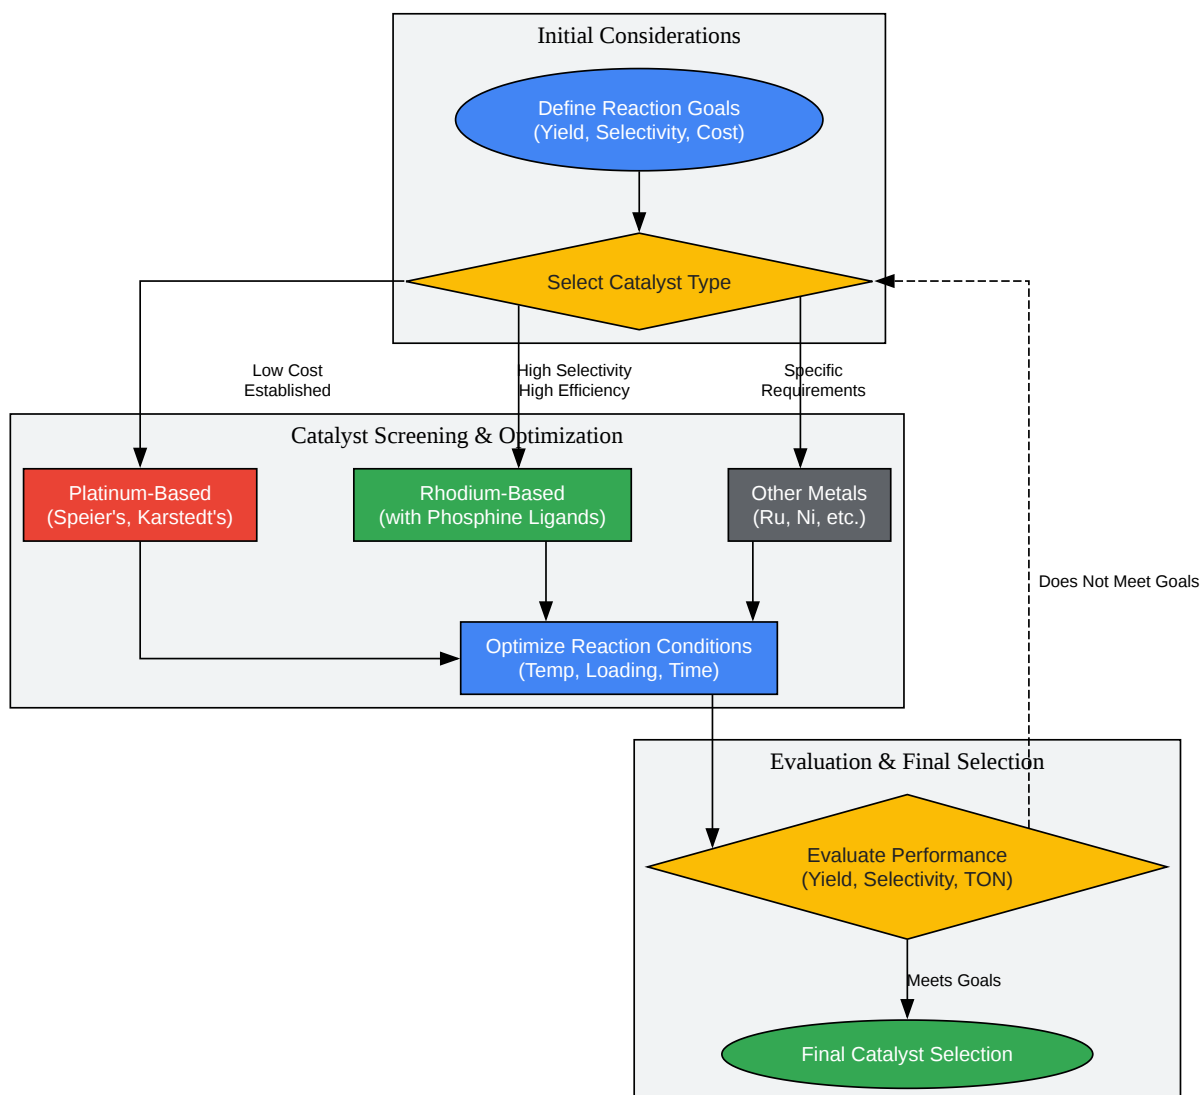 Initial Considerations
Define Reaction Goals
(Yield, Selectivity, Cost)
Select Catalyst Type
Low Cost
Established
High Selectivity
High Efficiency
Specific
Requirements
Catalyst Screening & Optimization
Platinum-Based
(Speier's, Karstedt's)
Rhodium-Based
(with Phosphine Ligands)
Other Metals
(Ru, Ni, etc.)
Does Not Meet Goals
Optimize Reaction Conditions
(Temp, Loading, Time)
Evaluation & Final Selection
Evaluate Performance
(Yield, Selectivity, TON)
Meets Goals
Final Catalyst Selection